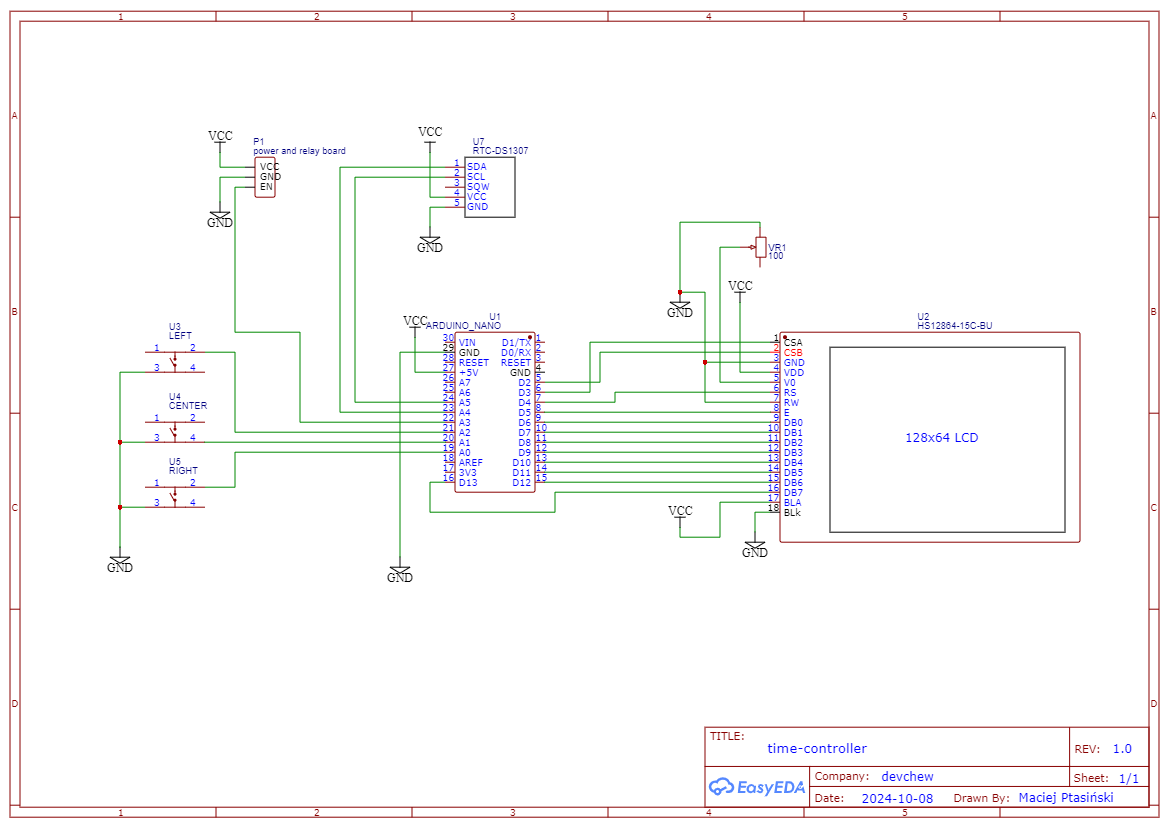 1 2 3 4 5
A
B
C
D
VCC
P1
power and relay board
VCC
GND
EN
GND
VCC
U7
RTC-DS1307
1 SDA
2 SCL
3 SQW
4 VCC
5 GND
GND
VR1
100
GND
VCC
U3
LEFT
1 2
3 4
U4
CENTER
1 2
3 4
U5
RIGHT
1 2
3 4
GND
VCC
U1
ARDUINO_NANO
30 VIN D1/TX 1
29 GND D0/RX 2
28 RESET RESET 3
27 +5V GND 4
26 A7 D2 5
25 A6 D3 6
24 A5 D4 7
23 A4 D5 8
22 A3 D6 9
21 A2 D7 10
20 A1 D8 11
19 A0 D9 12
18 AREF D10 13
17 3V3 D11 14
16 D13 D12 15
GND
U2
HS12864-15C-BU
1 CSA
2 CSB
3 GND
4 VDD
5 V0
6 RS
7 RW
8 E
9 DB0
10 DB1
11 DB2
12 DB3
13 DB4
14 DB5
15 DB6
16 DB7
17 BLA
18 BLk
128x64 LCD
VCC
GND
A
B
C
D
TITLE:
time-controller
REV: 1.0
EasyEDA
Company: devchew
Sheet: 1/1
Date: 2024-10-08 Drawn By: Maciej Ptasiński
1 2 3 4 5